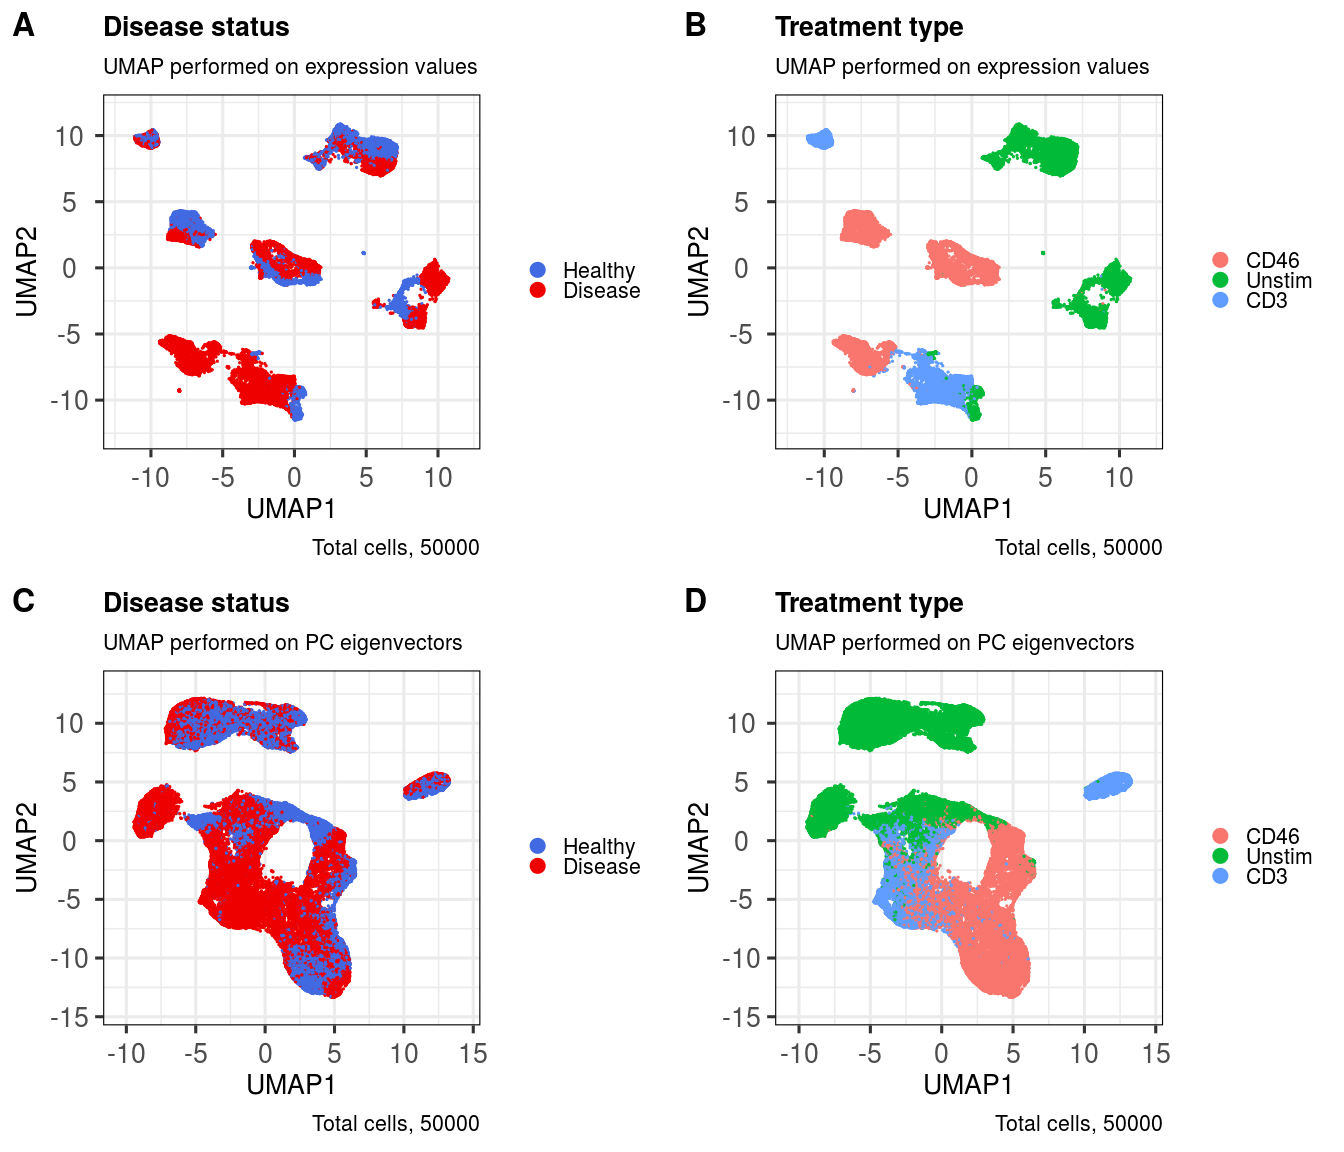 A
Disease status
UMAP performed on expression values
10
5
0
-5
-10
UMAP2
-10 -5 0 5 10
UMAP1
Healthy
Disease
Total cells, 50000
B
Treatment type
UMAP performed on expression values
10
5
0
-5
-10
UMAP2
-10 -5 0 5 10
UMAP1
CD46
Unstim
CD3
Total cells, 50000
C
Disease status
UMAP performed on PC eigenvectors
10
5
0
-5
-10
-15
UMAP2
-10 -5 0 5 10 15
UMAP1
Healthy
Disease
Total cells, 50000
D
Treatment type
UMAP performed on PC eigenvectors
10
5
0
-5
-10
-15
UMAP2
-10 -5 0 5 10 15
UMAP1
CD46
Unstim
CD3
Total cells, 50000